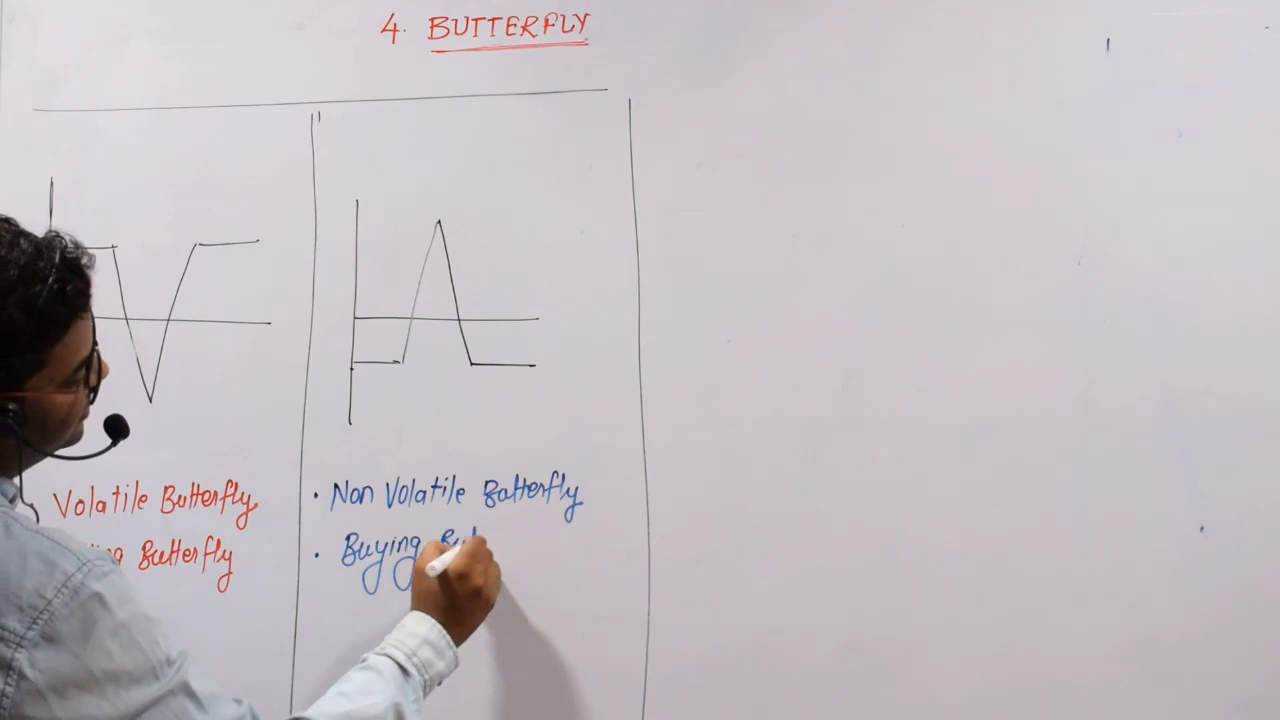 4. BUTTERFLY
Volatile Butterfly
Butterfly
• Non Volatile Butterfly
• Buying